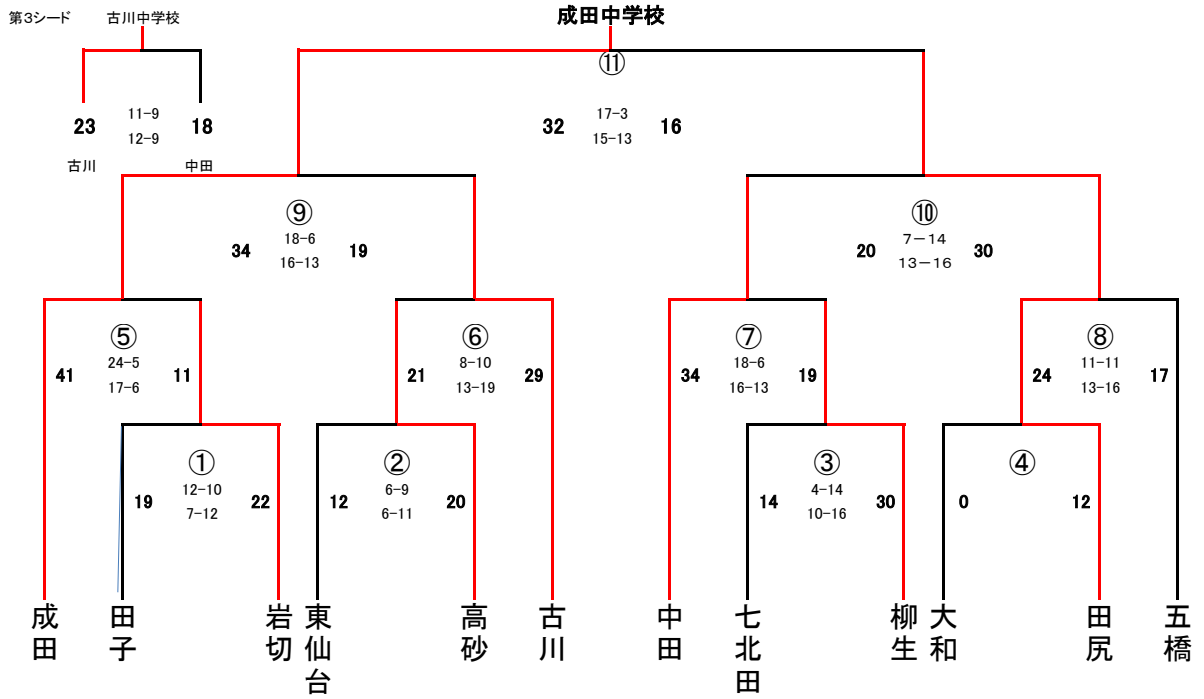 第3シード 古川中学校
成田中学校
⑪
23 11-9 18
12-9
32 17-3 16
15-13
古川 中田
⑨
34 18-6 19
16-13
⑩
20 7-14 30
13-16
⑤
41 24-5 11
17-6
⑥
21 8-10 29
13-19
⑦
34 18-6 19
16-13
⑧
24 11-11 17
13-16
①
19 12-10 22
7-12
②
12 6-9 20
6-11
③
14 4-14 30
10-16
④
0 12
成田
田子
岩切
東仙台
高砂
古川
中田
七北田
柳生
大和
田尻
五橋